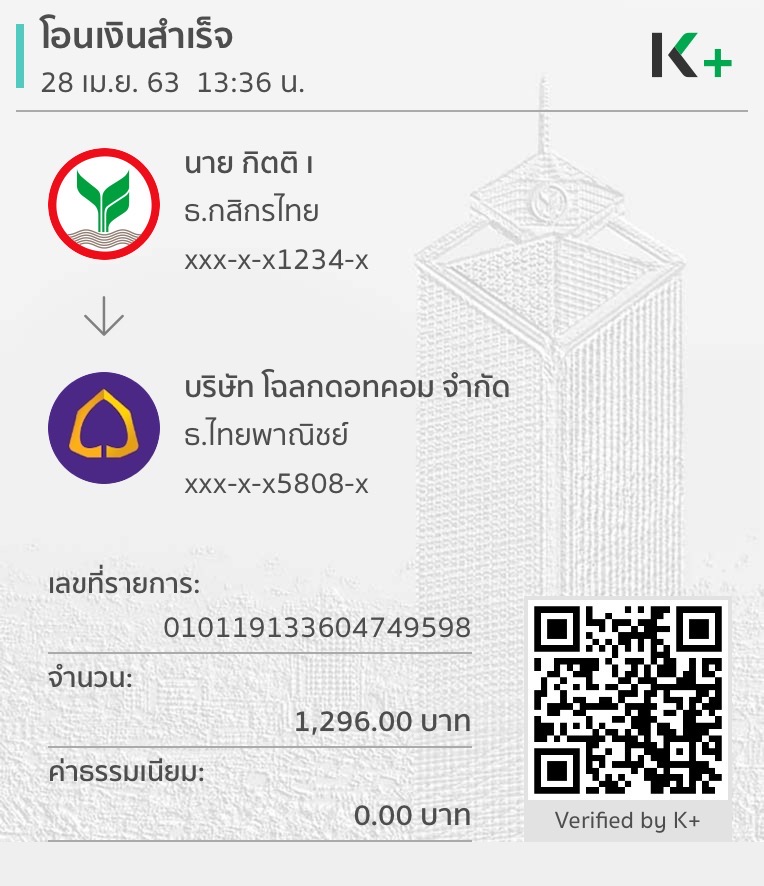 โอนเงินสำเร็จ
28 เม.ย. 63 13:36 น.
K+
นาย กิตติ เ
ธ.กสิกรไทย
xxx-x-x1234-x
บริษัท โฉลกดอทคอม จำกัด
ธ.ไทยพาณิชย์
xxx-x-x5808-x
เลขที่รายการ:
010119133604749598
จำนวน:
1,296.00 บาท
ค่าธรรมเนียม:
0.00 บาท
Verified by K+